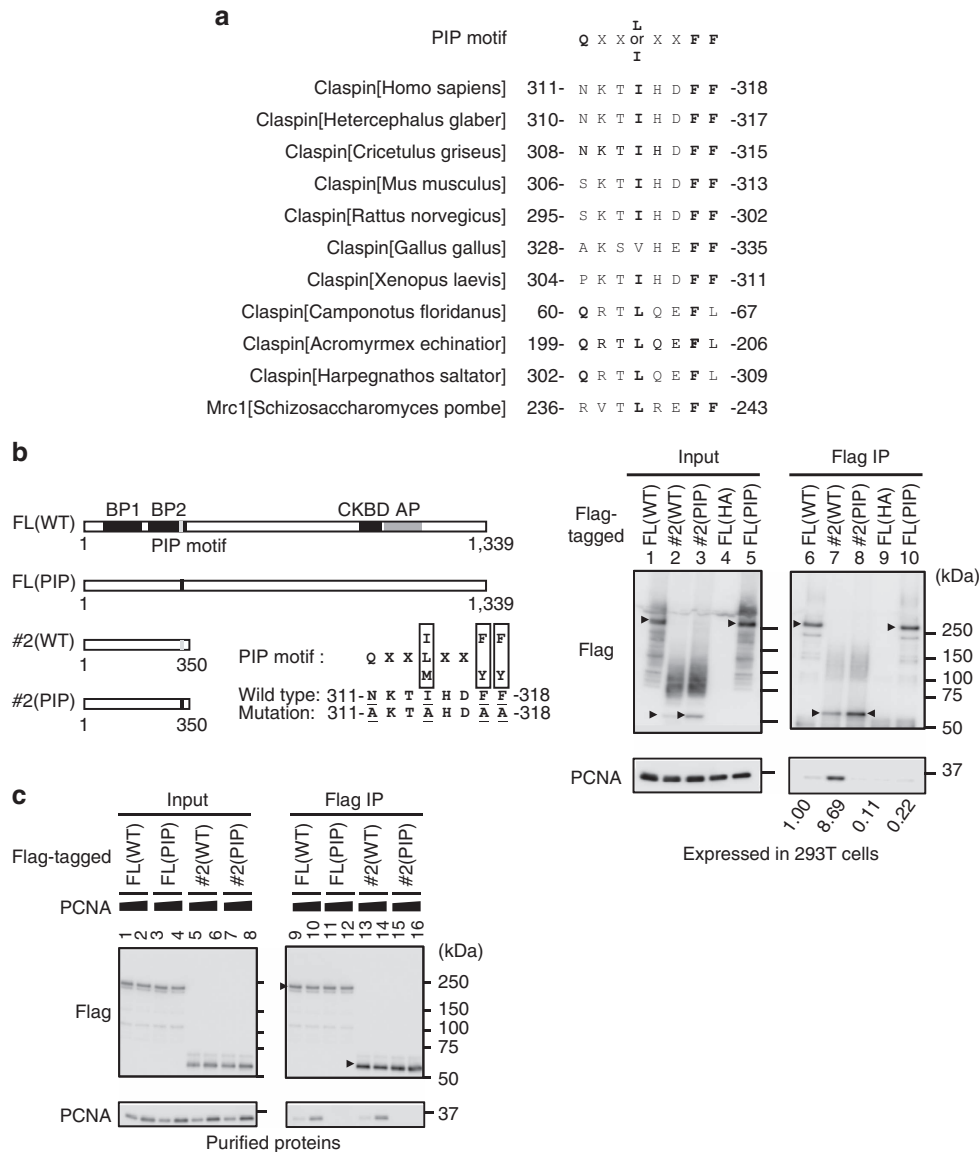 a
PIP motif Q X X L or I X X F F
Claspin[Homo sapiens] 311- N K T I H D F F -318
Claspin[Hetercephalus glaber] 310- N K T I H D F F -317
Claspin[Cricetulus griseus] 308- N K T I H D F F -315
Claspin[Mus musculus] 306- S K T I H D F F -313
Claspin[Rattus norvegicus] 295- S K T I H D F F -302
Claspin[Gallus gallus] 328- A K S V H E F F -335
Claspin[Xenopus laevis] 304- P K T I H D F F -311
Claspin[Camponotus floridanus] 60- Q R T L Q E F L -67
Claspin[Acromyrmex echinatior] 199- Q R T L Q E F L -206
Claspin[Harpegnathos saltator] 302- Q R T L Q E F L -309
Mrc1[Schizosaccharomyces pombe] 236- R V T L R E F F -243
b
BP1 BP2 CKBD AP
FL(WT)
1 PIP motif 1,339
FL(PIP)
1 1,339
#2(WT)
1 350
#2(PIP)
1 350
I F F
PIP motif : Q X X L X X
M Y Y
Wild type: 311-N K T I H D F F -318
Mutation: 311-A K T A H D A A -318
Input Flag IP
Flag-tagged
FL(WT) #2(WT) #2(PIP) FL(HA) FL(PIP) FL(WT) #2(WT) #2(PIP) FL(HA) FL(PIP)
1 2 3 4 5 6 7 8 9 10
(kDa)
Flag
250
150
100
75
50
PCNA
37
1.00 8.69 0.11 0.22
Expressed in 293T cells
c
Input Flag IP
Flag-tagged FL(WT) FL(PIP) #2(WT) #2(PIP) FL(WT) FL(PIP) #2(WT) #2(PIP)
PCNA
1 2 3 4 5 6 7 8 9 10 11 12 13 14 15 16
(kDa)
Flag
250
150
100
75
50
PCNA
37
Purified proteins